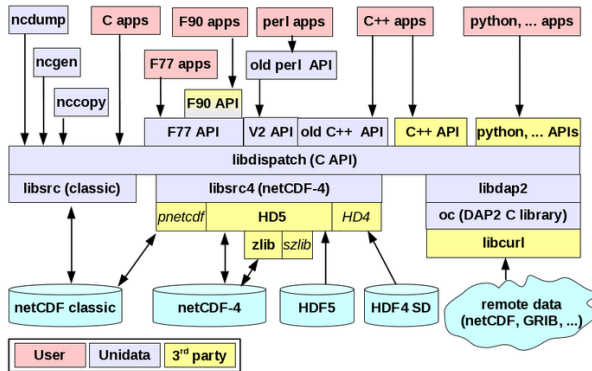 ncdump
C apps
F90 apps
perl apps
C++ apps
python, ... apps
ncgen
F77 apps
old perl API
nccopy
F90 API
F77 API
V2 API
old C++ API
C++ API
python, ... APIs
libdispatch (C API)
libsrc (classic)
libsrc4 (netCDF-4)
libdap2
pnetcdf
HD5
HD4
oc (DAP2 C library)
zlib
szlib
libcurl
netCDF classic
netCDF-4
HDF5
HDF4 SD
remote data
(netCDF, GRIB, ...)
User
Unidata
3rd party